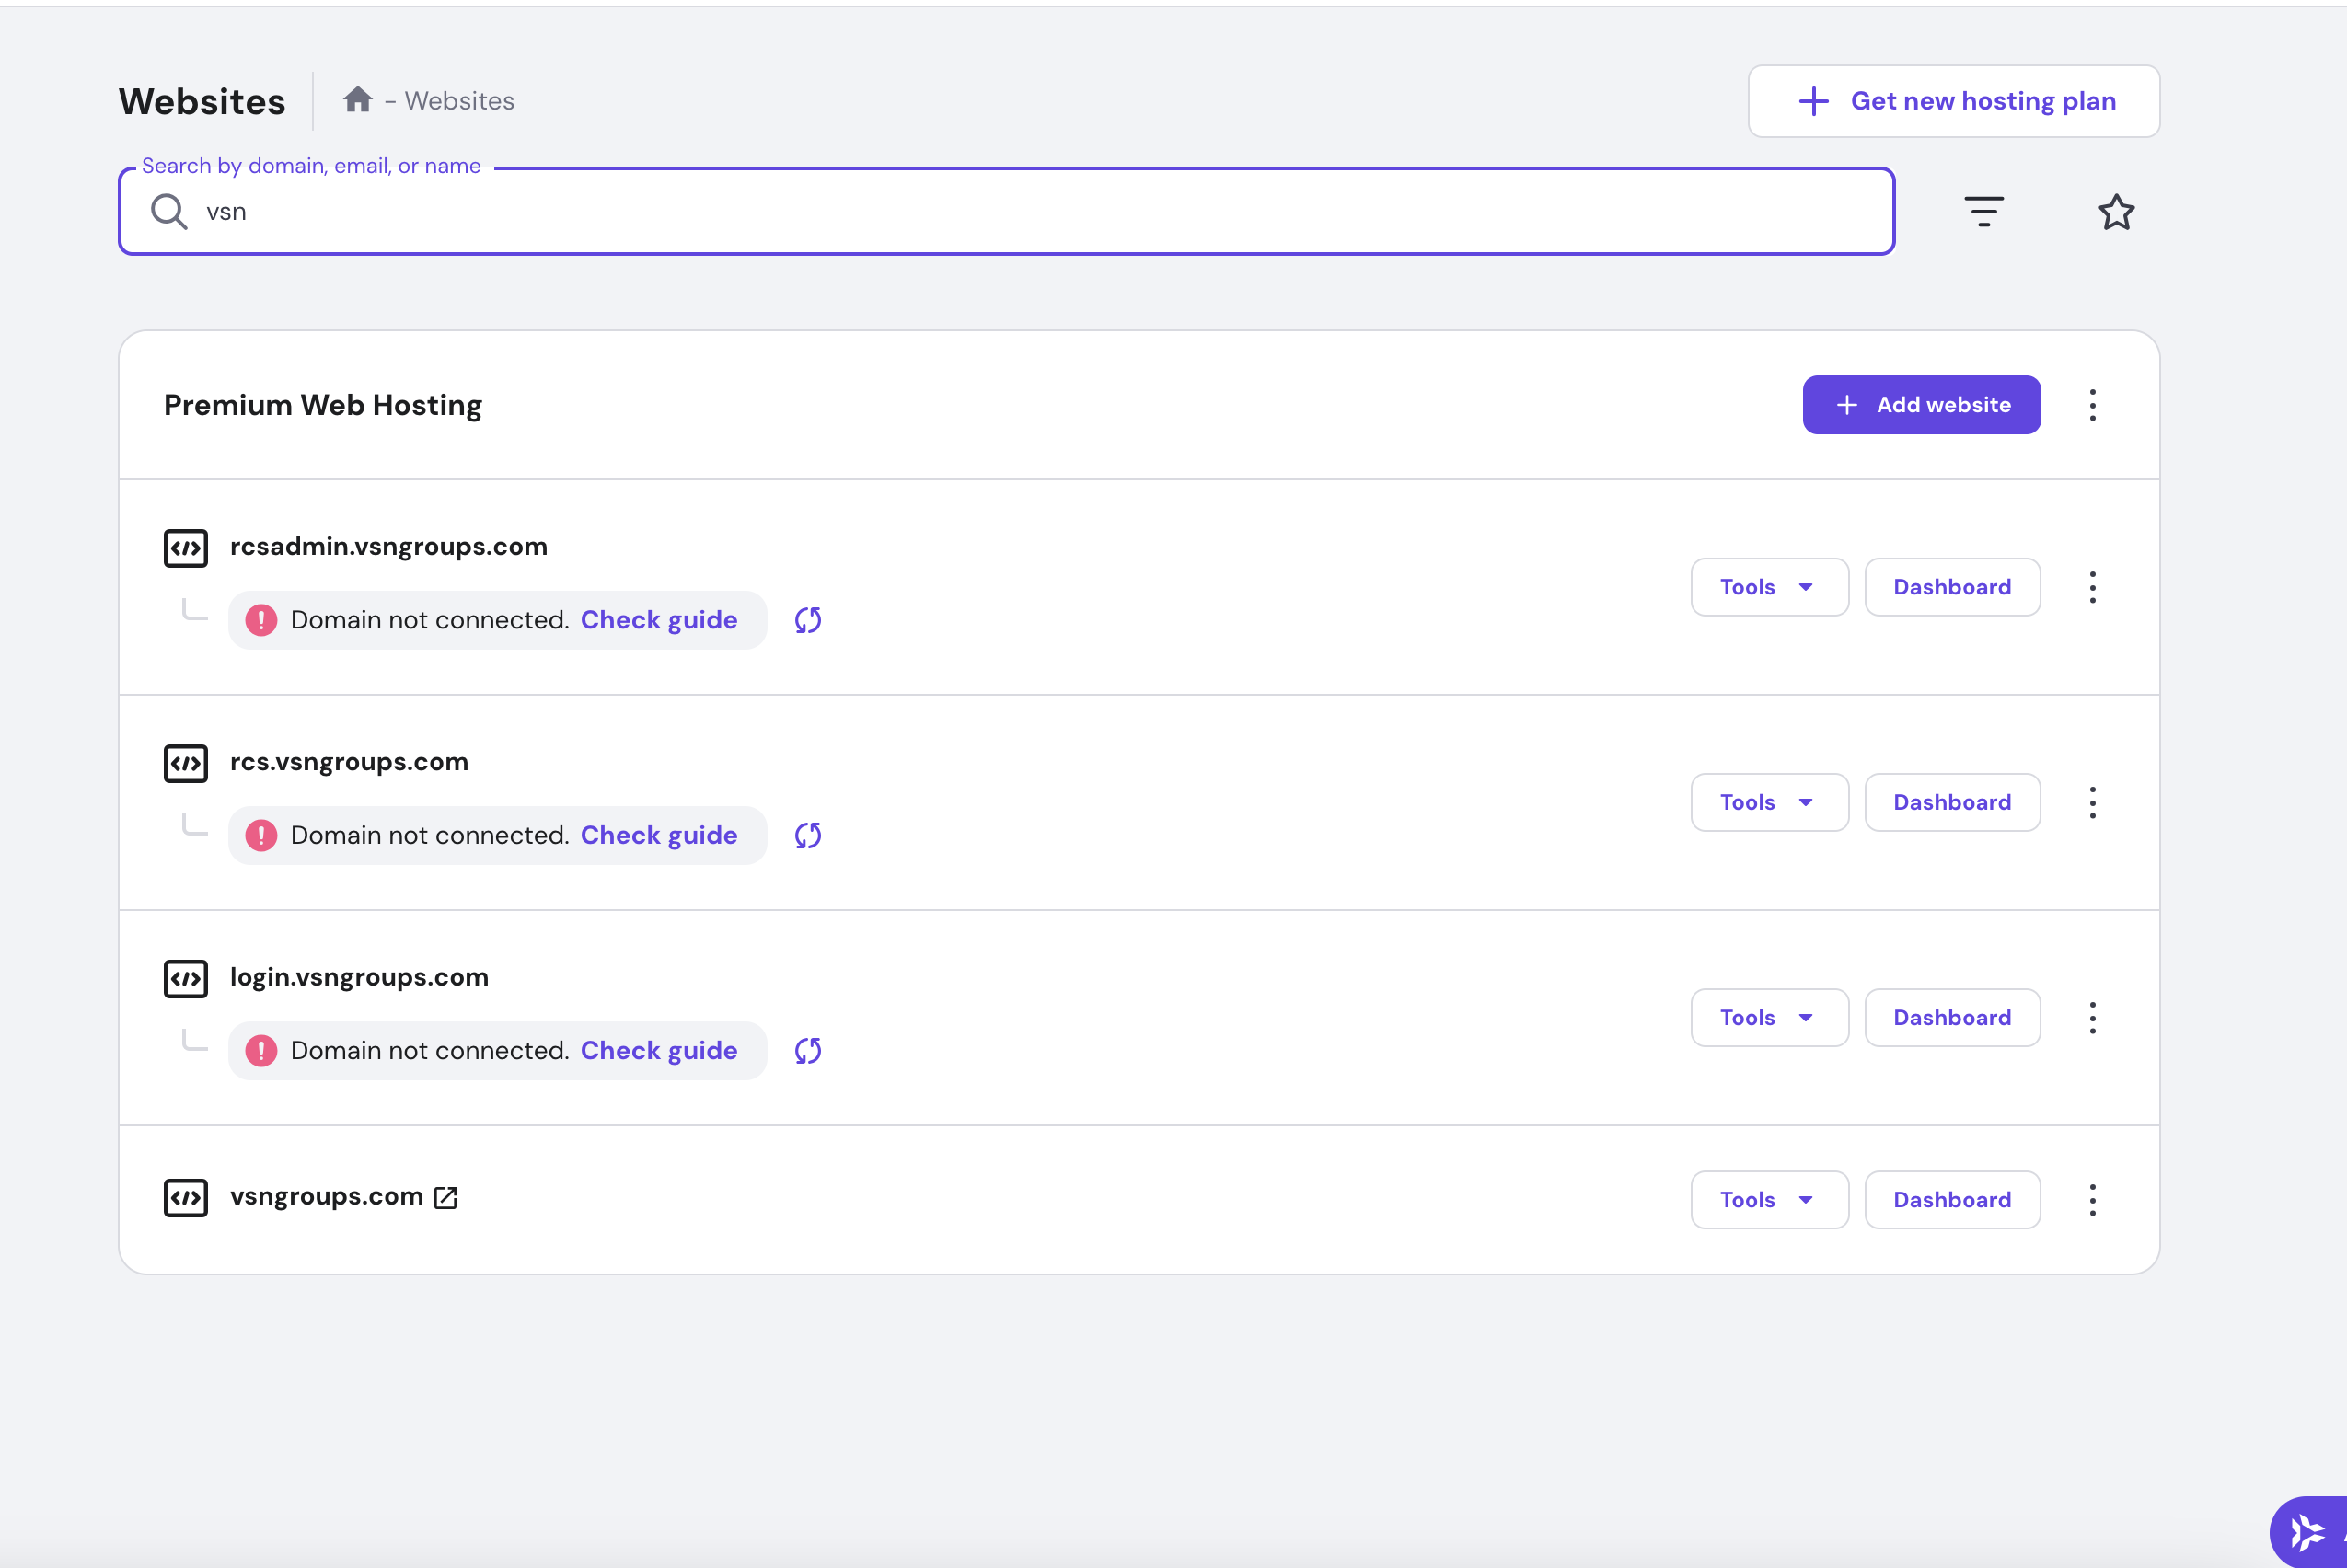 Websites
- Websites
Get new hosting plan
Search by domain, email, or name
vsn
Premium Web Hosting
Add website
rcsadmin.vsngroups.com
Domain not connected. Check guide
Tools
Dashboard
rcs.vsngroups.com
Domain not connected. Check guide
Tools
Dashboard
login.vsngroups.com
Domain not connected. Check guide
Tools
Dashboard
vsngroups.com
Tools
Dashboard